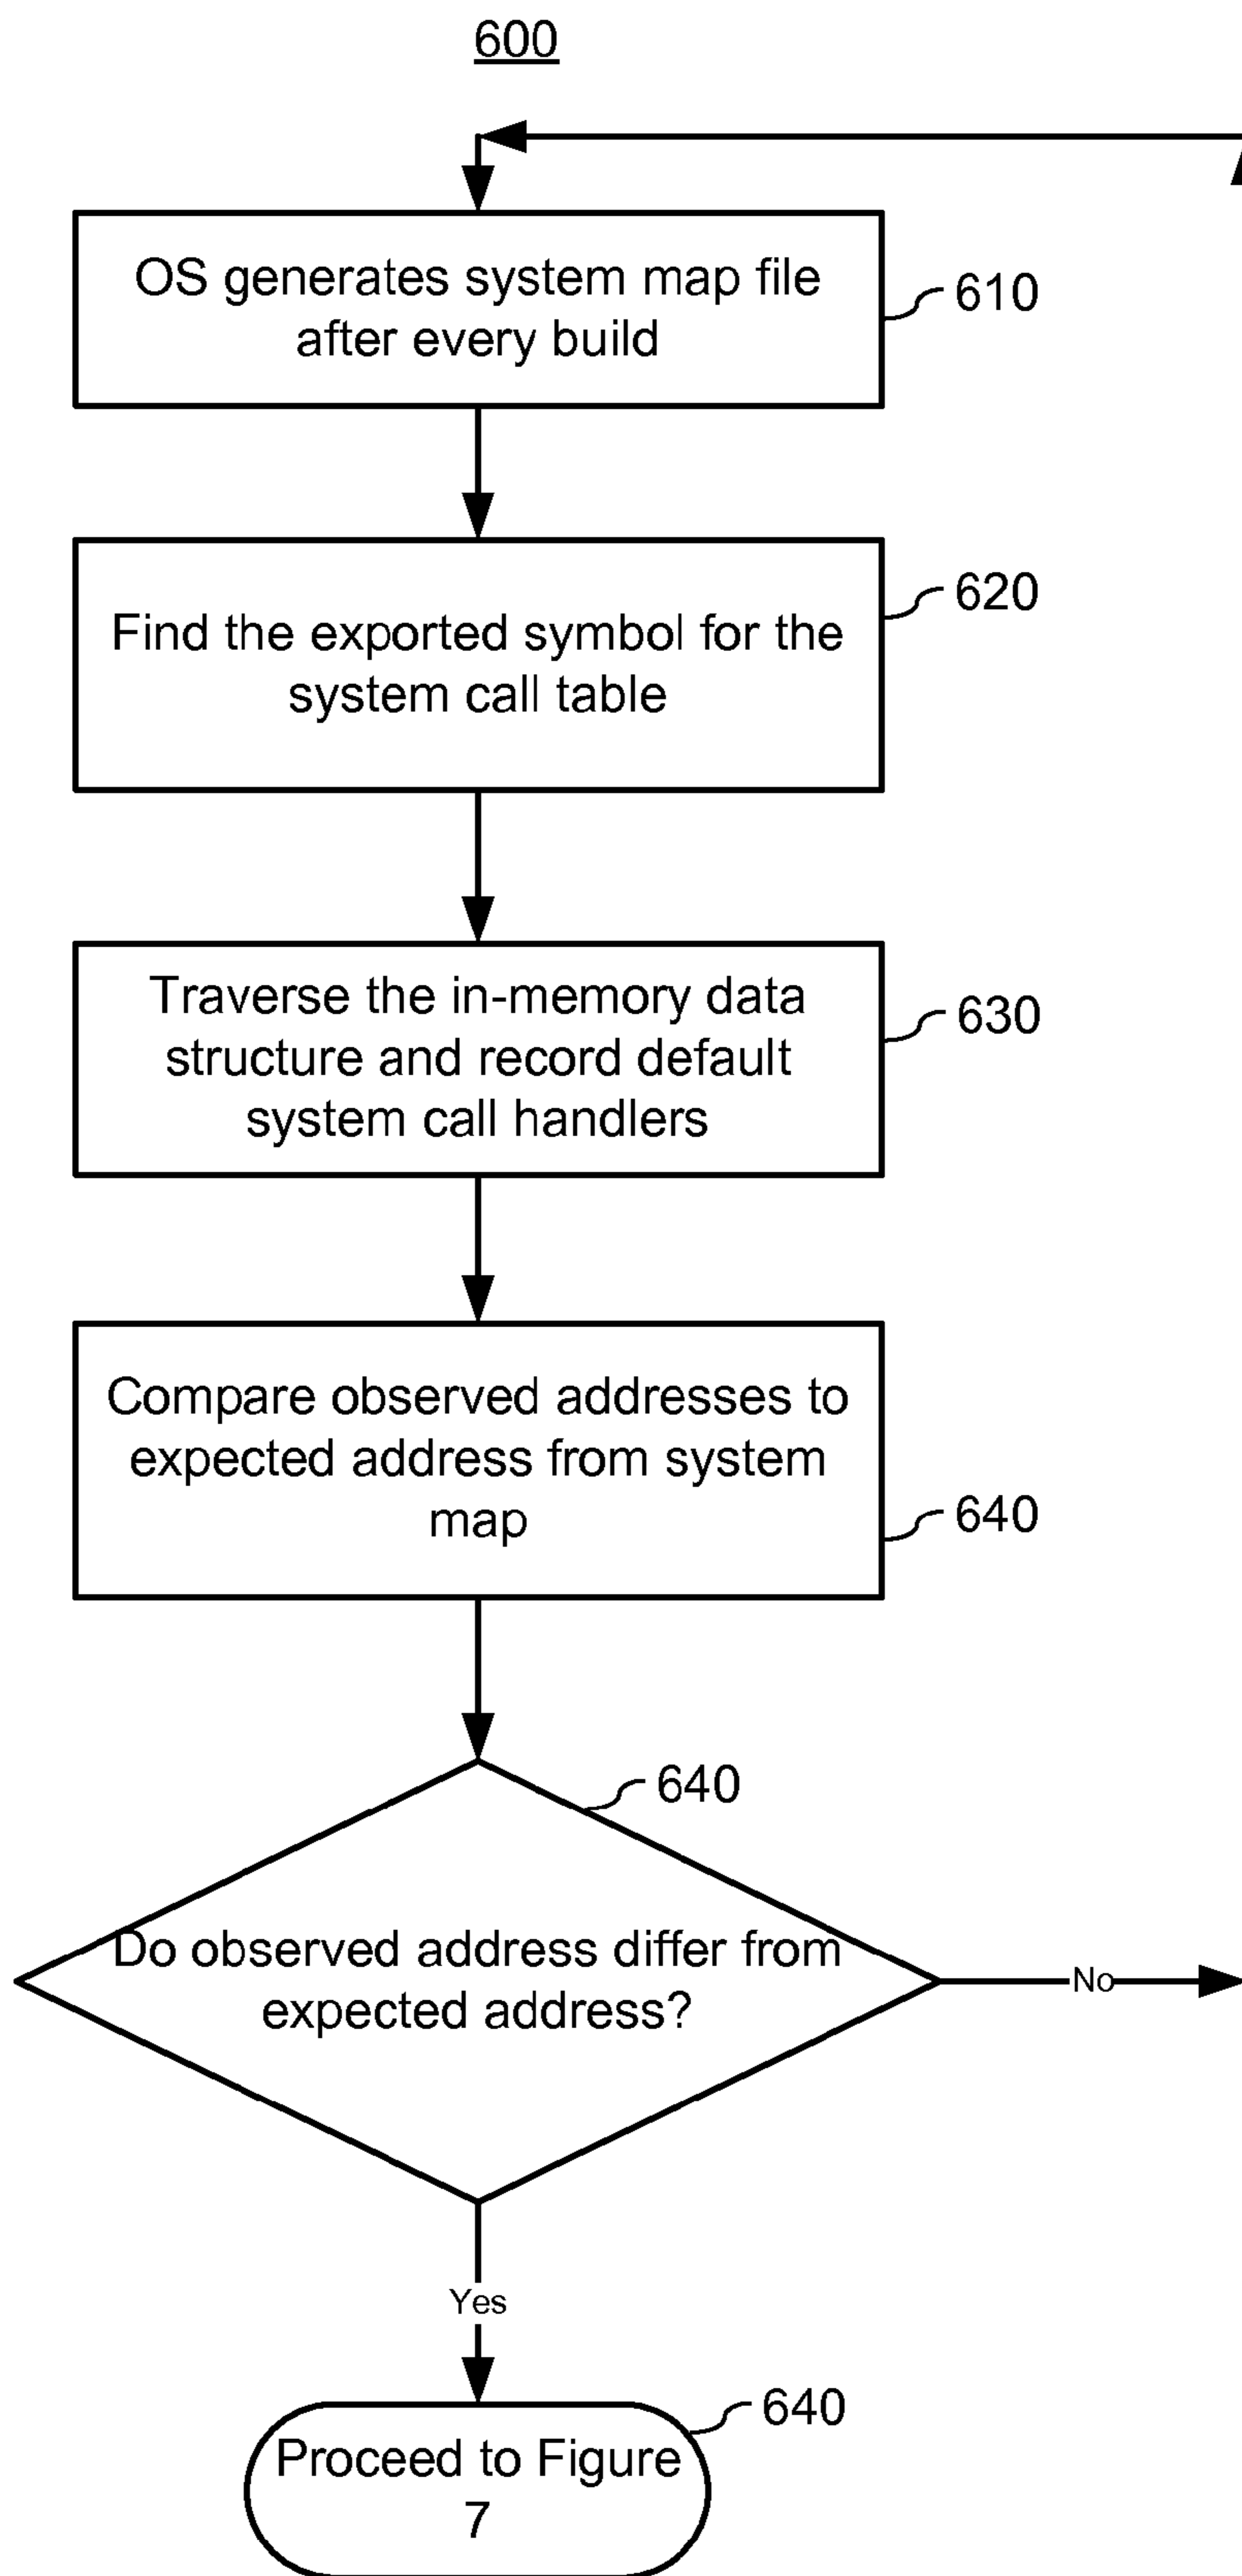 600
OS generates system map file
after every build
610
Find the exported symbol for the
system call table
620
Traverse the in-memory data
structure and record default
system call handlers
630
Compare observed addresses to
expected address from system
map
640
640
Do observed address differ from
expected address?
No
Yes
640
Proceed to Figure
7